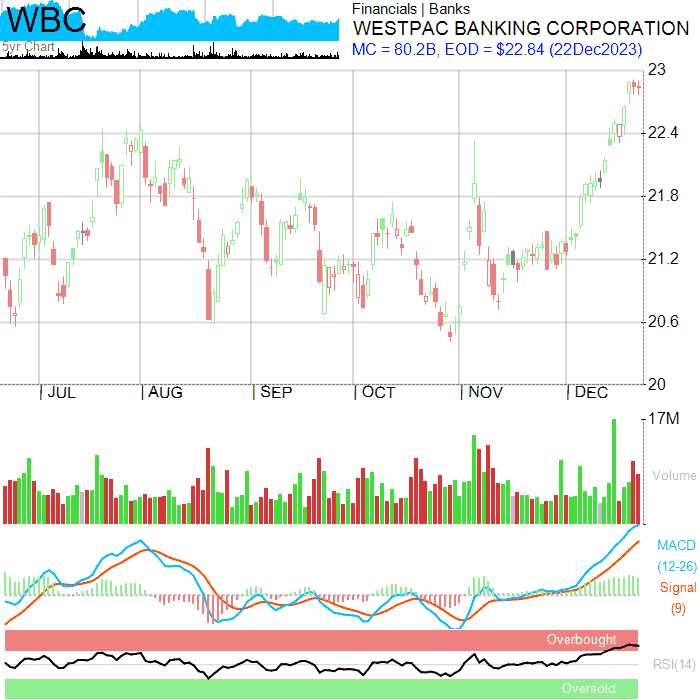 WBC
Financials | Banks
WESTPAC BANKING CORPORATION
5yr Chart
MC = 80.2B, EOD = $22.84 (22Dec2023)
23
22.4
21.8
21.2
20.6
20
JUL
AUG
SEP
OCT
NOV
DEC
17M
Volume
MACD
(12-26)
Signal
(9)
Overbought
RSI(14)
Oversold